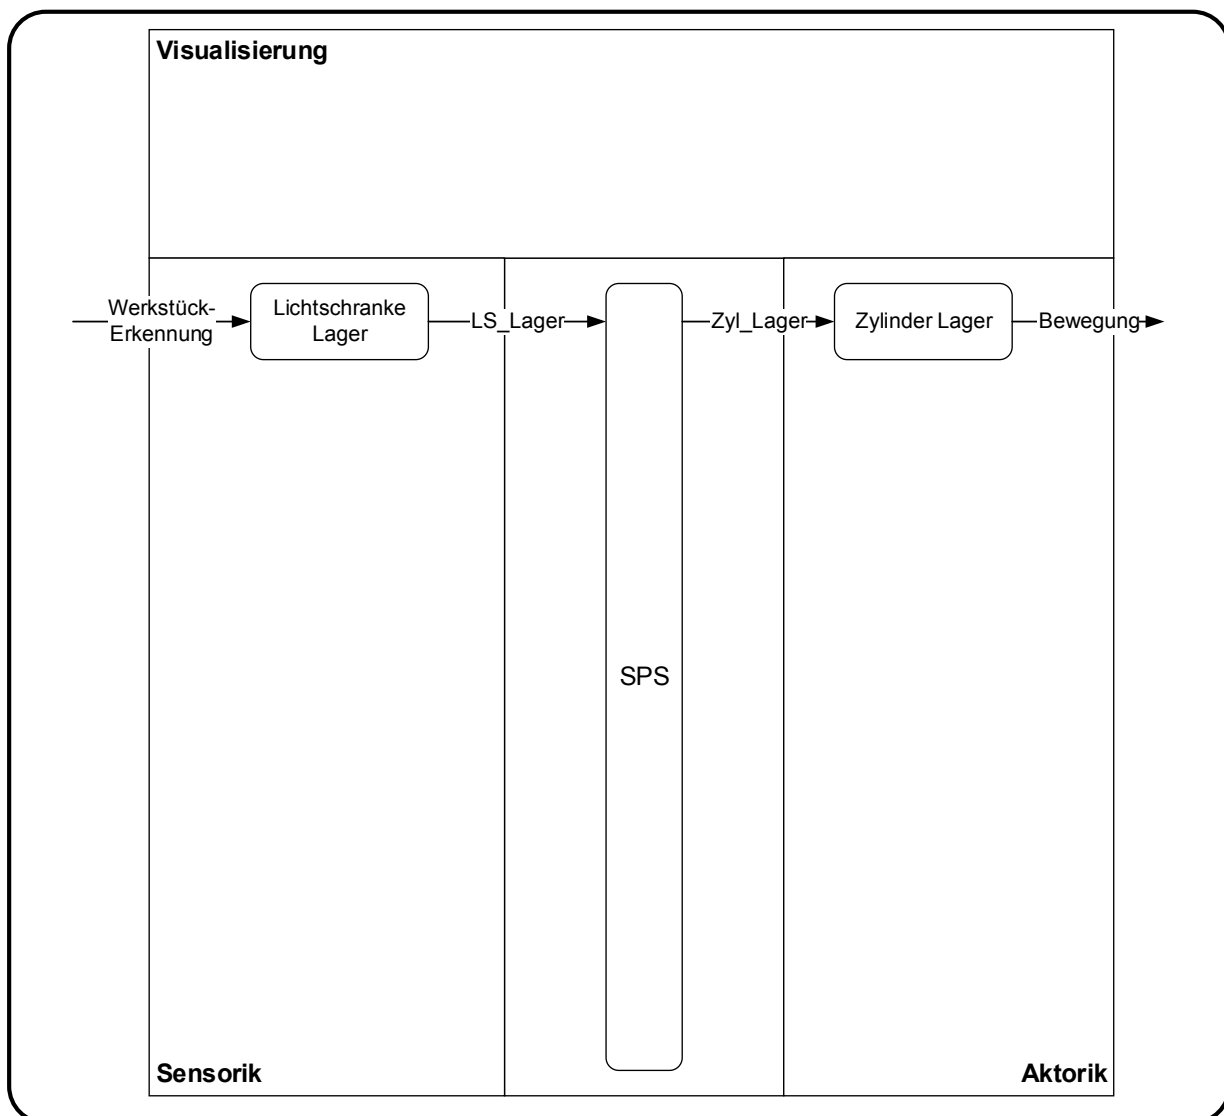 Visualisierung
Werkstück-
Erkennung
Lichtschranke
Lager
LS_Lager
Zyl_Lager
Zylinder Lager
Bewegung
SPS
Sensorik
Aktorik